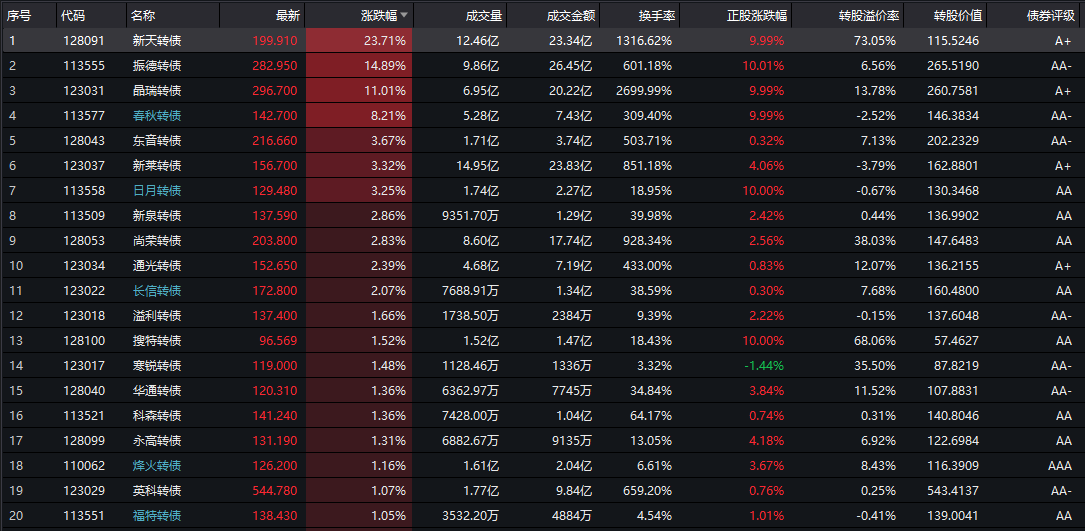 序号 代码 名称 最新 涨跌幅 成交量 成交金额 换手率 正股涨跌幅 转股溢价率 转股价值 债券评级
1 128091 新天转债 199.910 23.71% 12.46亿 23.34亿 1316.62% 9.99% 73.05% 115.5246 A+
2 113555 振德转债 282.950 14.89% 9.86亿 26.45亿 601.18% 10.01% 6.56% 265.5190 AA-
3 123031 晶瑞转债 296.700 11.01% 6.95亿 20.22亿 2699.99% 9.99% 13.78% 260.7581 A+
4 113577 春秋转债 142.700 8.21% 5.28亿 7.43亿 309.40% 9.99% -2.52% 146.3834 AA-
5 128043 东音转债 216.660 3.67% 1.71亿 3.74亿 503.71% 0.32% 7.13% 202.2329 AA-
6 123037 新莱转债 156.700 3.32% 14.95亿 23.83亿 851.18% 4.06% -3.79% 162.8801 A+
7 113558 日月转债 129.480 3.25% 1.74亿 2.27亿 18.95% 10.00% -0.67% 130.3468 AA
8 113509 新泉转债 137.590 2.86% 9351.70万 1.29亿 39.98% 2.42% 0.44% 136.9902 AA
9 128053 尚荣转债 203.800 2.83% 8.60亿 17.74亿 928.34% 2.56% 38.03% 147.6483 AA
10 123034 通光转债 152.650 2.39% 4.68亿 7.19亿 433.00% 0.83% 12.07% 136.2155 A+
11 123022 长信转债 172.800 2.07% 7688.91万 1.34亿 38.59% 0.30% 7.68% 160.4800 AA
12 123018 溢利转债 137.400 1.66% 1738.50万 2384万 9.39% 2.22% -0.15% 137.6048 AA-
13 128100 搜特转债 96.569 1.52% 1.52亿 1.47亿 18.43% 10.00% 68.06% 57.4627 AA
14 123017 寒锐转债 119.000 1.48% 1128.46万 1336万 3.32% -1.44% 35.50% 87.8219 AA-
15 128040 华通转债 120.310 1.36% 6362.97万 7745万 34.84% 3.84% 11.52% 107.8831 AA-
16 113521 科森转债 141.240 1.36% 7428.00万 1.04亿 64.17% 0.74% 0.31% 140.8046 AA
17 128099 永高转债 131.190 1.31% 6882.67万 9135万 13.05% 4.18% 6.92% 122.6984 AA
18 110062 烽火转债 126.200 1.16% 1.61亿 2.04亿 6.61% 3.67% 8.43% 116.3909 AAA
19 123029 英科转债 544.780 1.07% 1.77亿 9.84亿 659.20% 0.76% 0.25% 543.4137 AA-
20 113551 福特转债 138.430 1.05% 3532.20万 4884万 4.54% 1.01% -0.41% 139.0041 AA